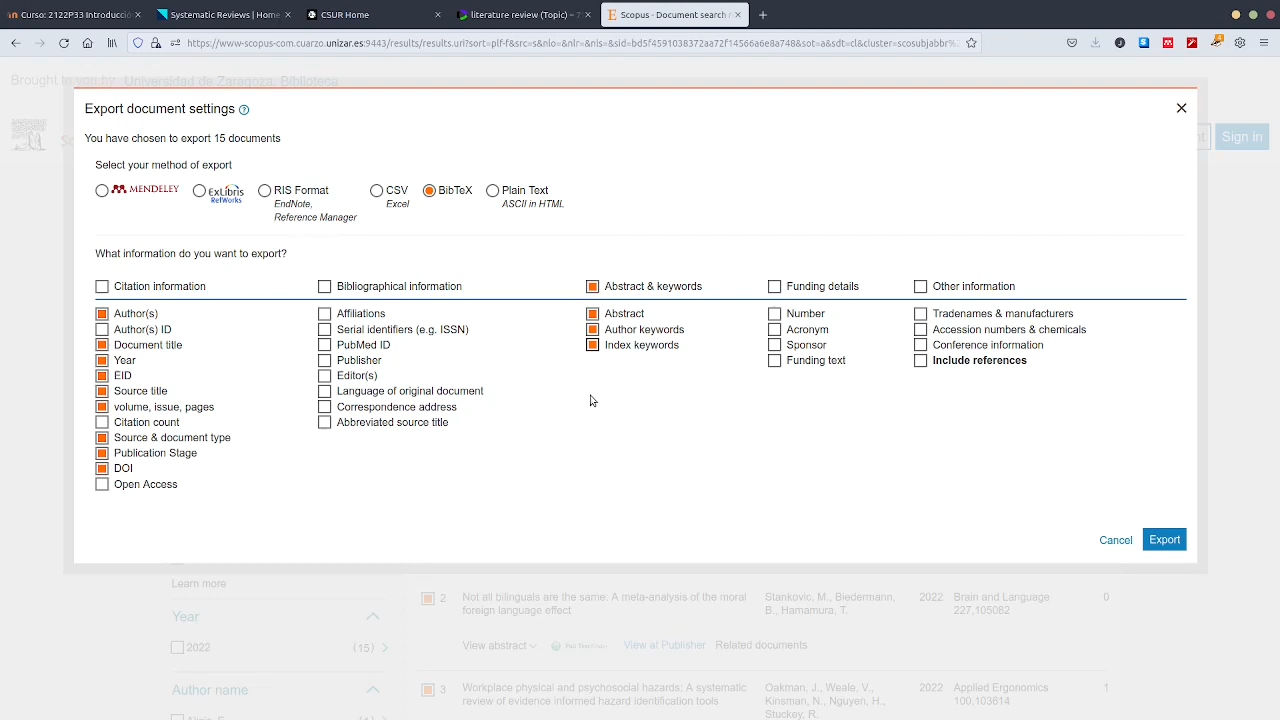 Curso: 2122P33 Introducción
Systematic Reviews | Home
CSUR Home
literature review (Topic) – 7
Scopus - Document search
https://www-scopus-com.cuarzo.unizar.es:9443/results/results.uri?sort=plf-f&src=s&nlo=&nlr=&nls=&sid=bd5f4591038372aa72f14566a6e8a748&sot=a&sdt=cl&cluster=scosubjabbr%
Brought to you by Universidad de Zaragoza. Biblioteca
Sign in
Export document settings
You have chosen to export 15 documents
Select your method of export
MENDELEY
ExLibris
RefWorks
RIS Format
EndNote,
Reference Manager
CSV
Excel
BibTeX
Plain Text
ASCII in HTML
What information do you want to export?
Citation information
Author(s)
Author(s) ID
Document title
Year
EID
Source title
volume, issue, pages
Citation count
Source & document type
Publication Stage
DOI
Open Access
Bibliographical information
Affiliations
Serial identifiers (e.g. ISSN)
PubMed ID
Publisher
Editor(s)
Language of original document
Correspondence address
Abbreviated source title
Abstract & keywords
Abstract
Author keywords
Index keywords
Funding details
Number
Acronym
Sponsor
Funding text
Other information
Tradenames & manufacturers
Accession numbers & chemicals
Conference information
Include references
Cancel
Export
Learn more
Year
2022 (15)
Author name
2 Not all bilinguals are the same: A meta-analysis of the moral foreign language effect
Stankovic, M., Biedermann,
B., Hamamura, T.
2022 Brain and Language
227,105082
0
View abstract View at Publisher Related documents
3 Workplace physical and psychosocial hazards: A systematic
review of evidence informed hazard identification tools
Oakman, J., Weale, V.,
Kinsman, N., Nguyen, H.,
Stuckey, R.
2022 Applied Ergonomics
100,103614
1